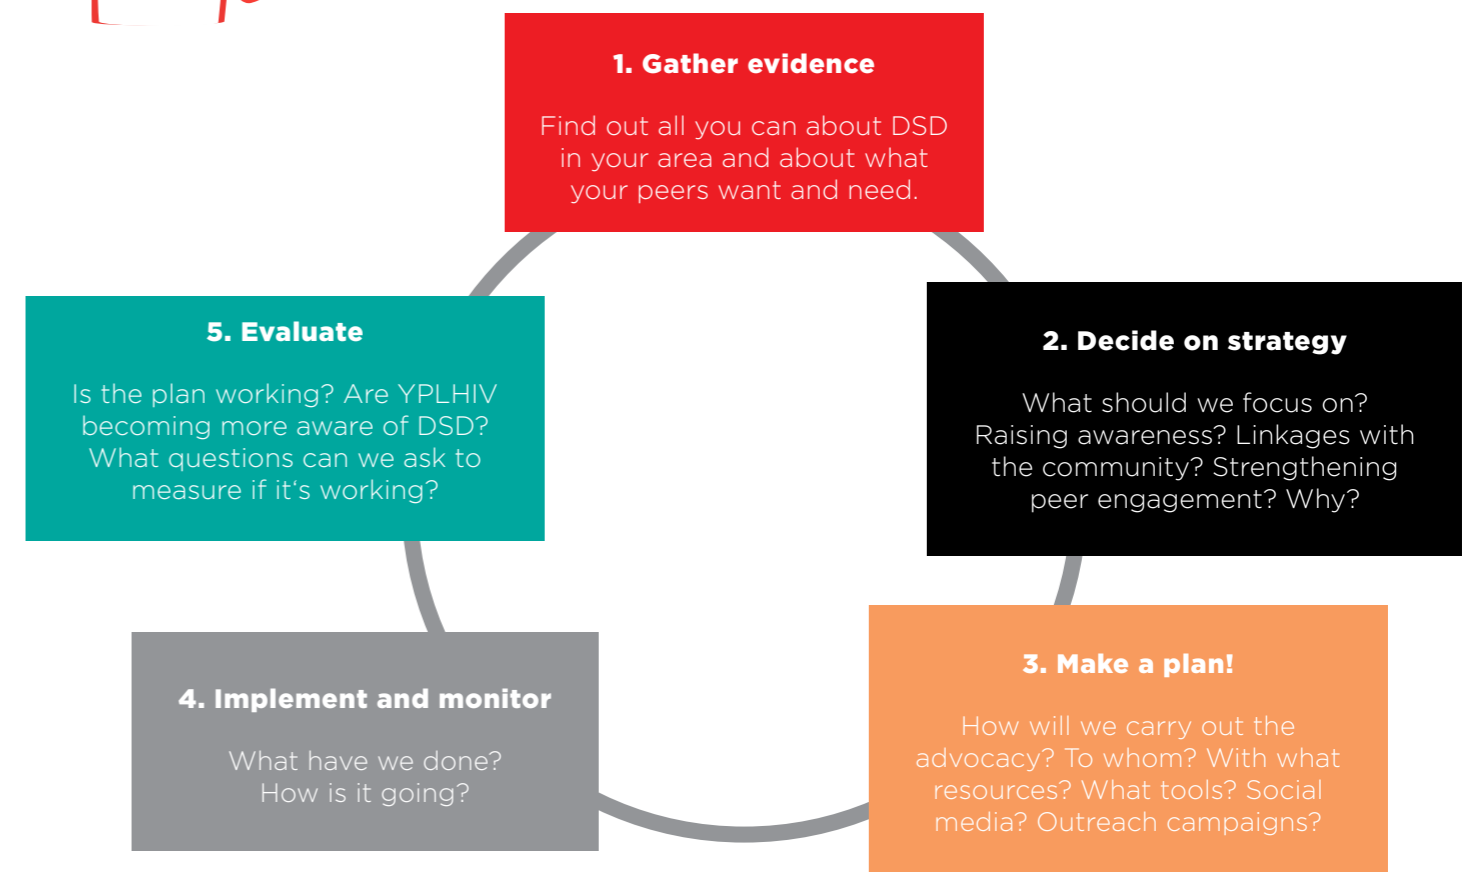 1. Gather evidence
Find out all you can about DSD
in your area and about what
your peers want and need.
2. Decide on strategy
What should we focus on?
Raising awareness? Linkages with
the community? Strengthening
peer engagement? Why?
3. Make a plan!
How will we carry out the
advocacy? To whom? With what
resources? What tools? Social
media? Outreach campaigns?
4. Implement and monitor
What have we done?
How is it going?
5. Evaluate
Is the plan working? Are YPLHIV
becoming more aware of DSD?
What questions can we ask to
measure if it‘s working?